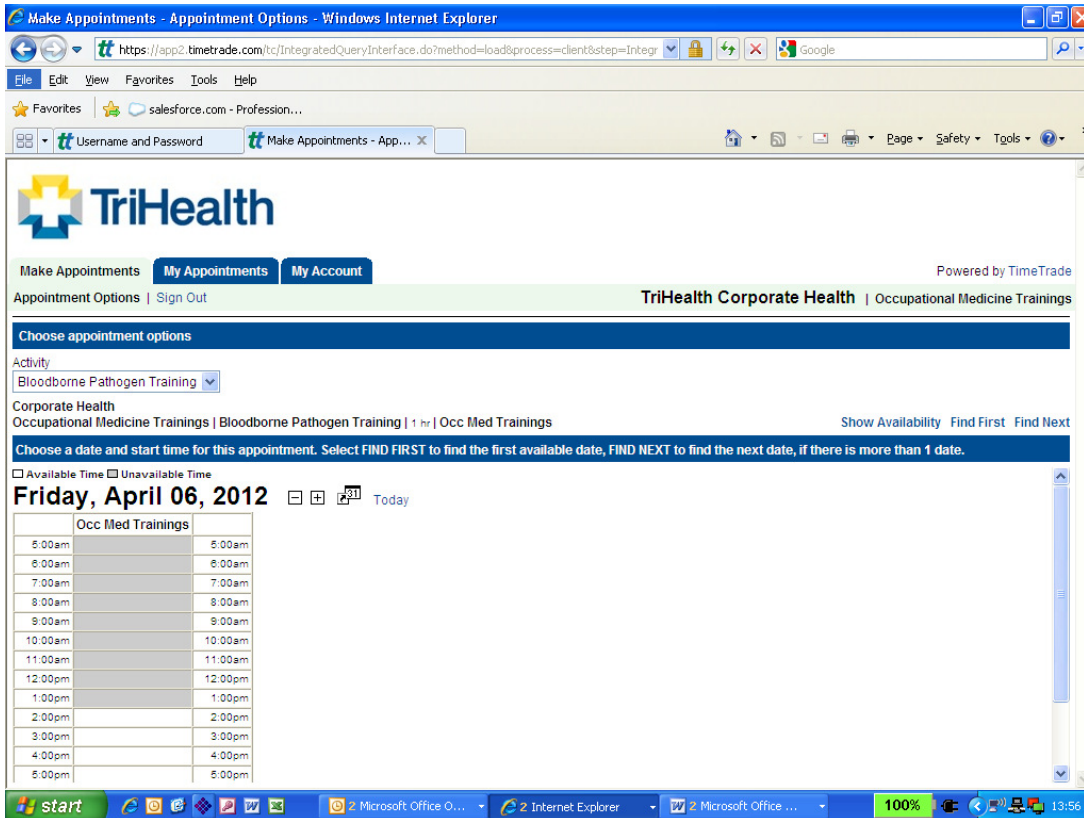 Make Appointments - Appointment Options - Windows Internet Explorer
https://app2.timetrade.com/tc/IntegratedQueryInterface.do?method=load&process=client&step=Integr
Google
File Edit View Favorites Tools Help
Favorites salesforce.com - Profession...
Username and Password Make Appointments - App... X Page Safety Tools
TriHealth
Make Appointments My Appointments My Account Powered by TimeTrade
Appointment Options | Sign Out TriHealth Corporate Health | Occupational Medicine Trainings
Choose appointment options
Activity
Bloodborne Pathogen Training
Corporate Health
Occupational Medicine Trainings | Bloodborne Pathogen Training | 1 hr | Occ Med Trainings Show Availability Find First Find Next
Choose a date and start time for this appointment. Select FIND FIRST to find the first available date, FIND NEXT to find the next date, if there is more than 1 date.
Available Time Unavailable Time
Friday, April 06, 2012 31 Today
Occ Med Trainings
5:00am 5:00am
6:00am 6:00am
7:00am 7:00am
8:00am 8:00am
9:00am 9:00am
10:00am 10:00am
11:00am 11:00am
12:00pm 12:00pm
1:00pm 1:00pm
2:00pm 2:00pm
3:00pm 3:00pm
4:00pm 4:00pm
5:00pm 5:00pm
start 2 Microsoft Office O... 2 Internet Explorer 2 Microsoft Office ... 100% 13:56